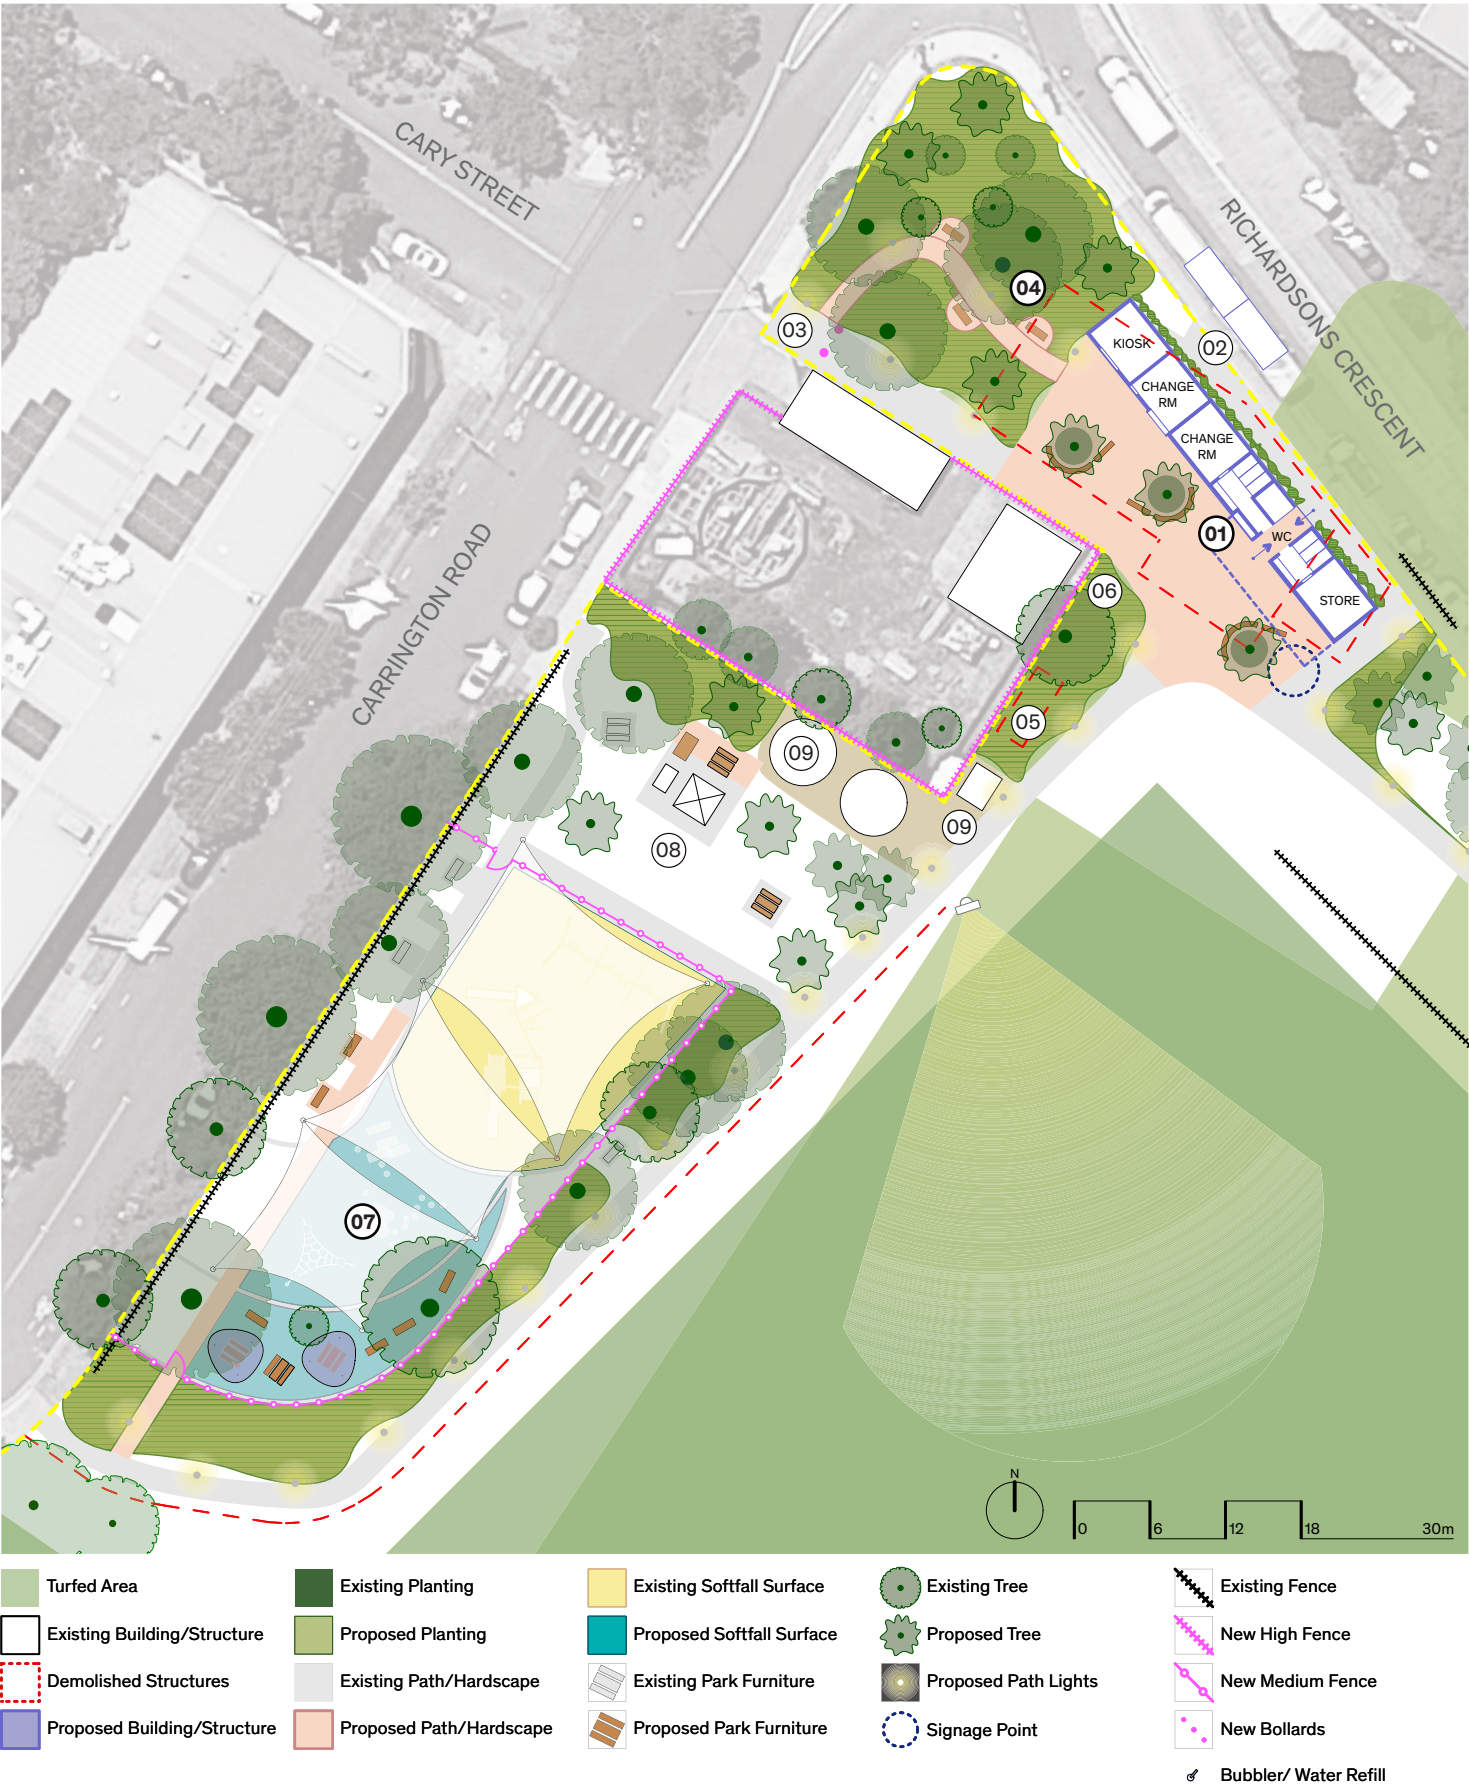 CARY STREET
RICHARDSONS CRESCENT
CARRINGTON ROAD
04
03
02
KIOSK
CHANGE
RM
CHANGE
RM
01
WC
STORE
06
05
09
09
08
07
N
0
6
12
18
30m
Turfed Area
Existing Building/Structure
Demolished Structures
Proposed Building/Structure
Existing Planting
Proposed Planting
Existing Path/Hardscape
Proposed Path/Hardscape
Existing Softfall Surface
Proposed Softfall Surface
Existing Park Furniture
Proposed Park Furniture
Existing Tree
Proposed Tree
Proposed Path Lights
Signage Point
Existing Fence
New High Fence
New Medium Fence
New Bollards
Bubbler/ Water Refill